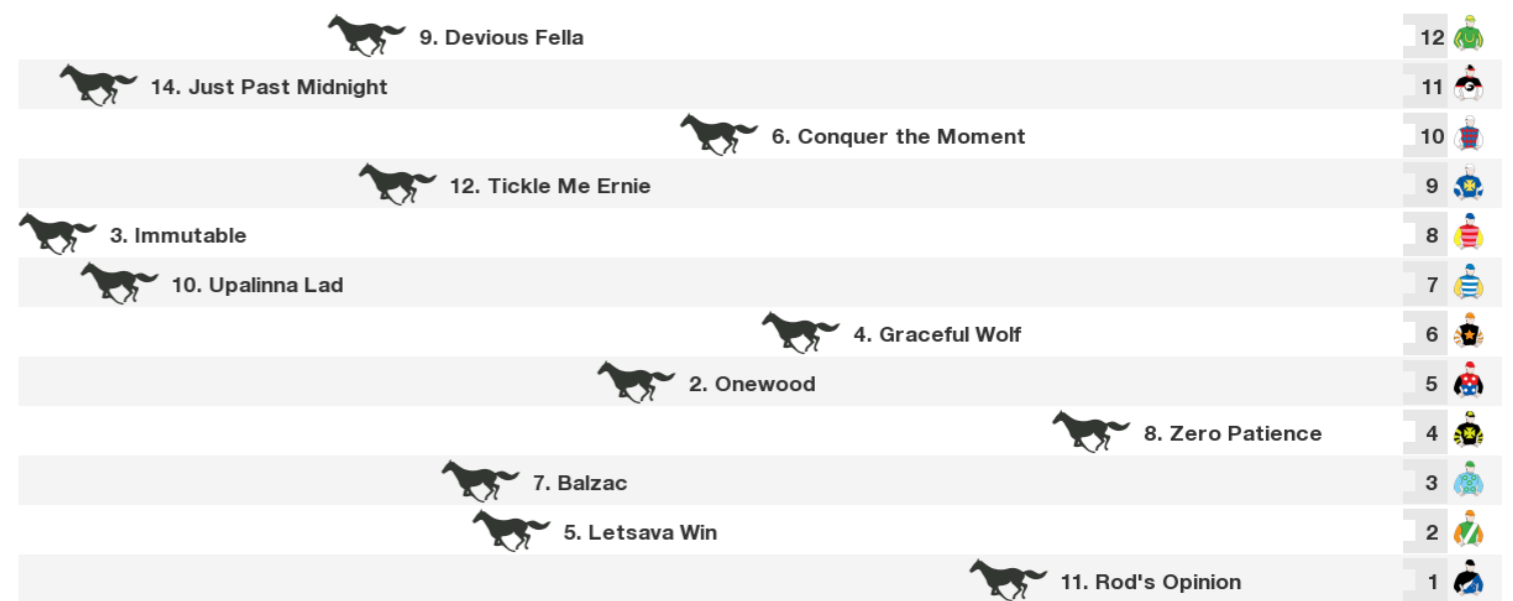 9. Devious Fella 12
14. Just Past Midnight 11
6. Conquer the Moment 10
12. Tickle Me Ernie 9
3. Immutable 8
10. Upalinna Lad 7
4. Graceful Wolf 6
2. Onewood 5
8. Zero Patience 4
7. Balzac 3
5. Letsava Win 2
11. Rod's Opinion 1